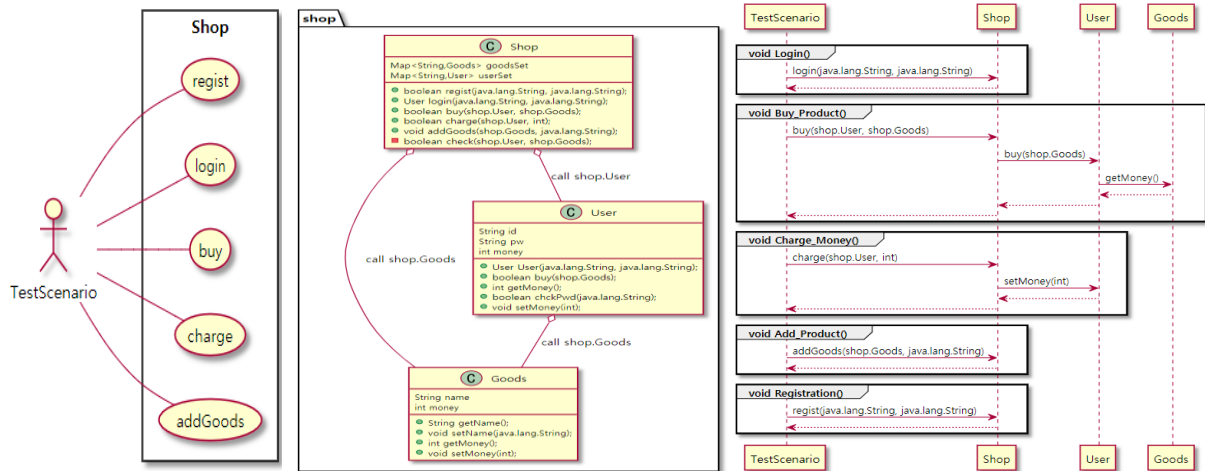 Shop
regist
login
buy
charge
addGoods
TestScenario
shop
C Shop
Map<String,Goods> goodsSet
Map<String,User> userSet
boolean regist(java.lang.String, java.lang.String);
User login(java.lang.String, java.lang.String);
boolean buy(shop.User, shop.Goods);
boolean charge(shop.User, int);
void addGoods(shop.Goods, java.lang.String);
boolean check(shop.User, shop.Goods);
call shop.User
call shop.Goods
C User
String id
String pw
int money
User User(java.lang.String, java.lang.String);
boolean buy(shop.Goods);
int getMoney();
boolean chckPwd(java.lang.String);
void setMoney(int);
call shop.Goods
C Goods
String name
int money
String getName();
void setName(java.lang.String);
int getMoney();
void setMoney(int);
TestScenario Shop User Goods
void Login()
login(java.lang.String, java.lang.String)
void Buy_Product()
buy(shop.User, shop.Goods)
buy(shop.Goods)
getMoney()
void Charge_Money()
charge(shop.User, int)
setMoney(int)
void Add_Product()
addGoods(shop.Goods, java.lang.String)
void Registration()
regist(java.lang.String, java.lang.String)
TestScenario Shop User Goods